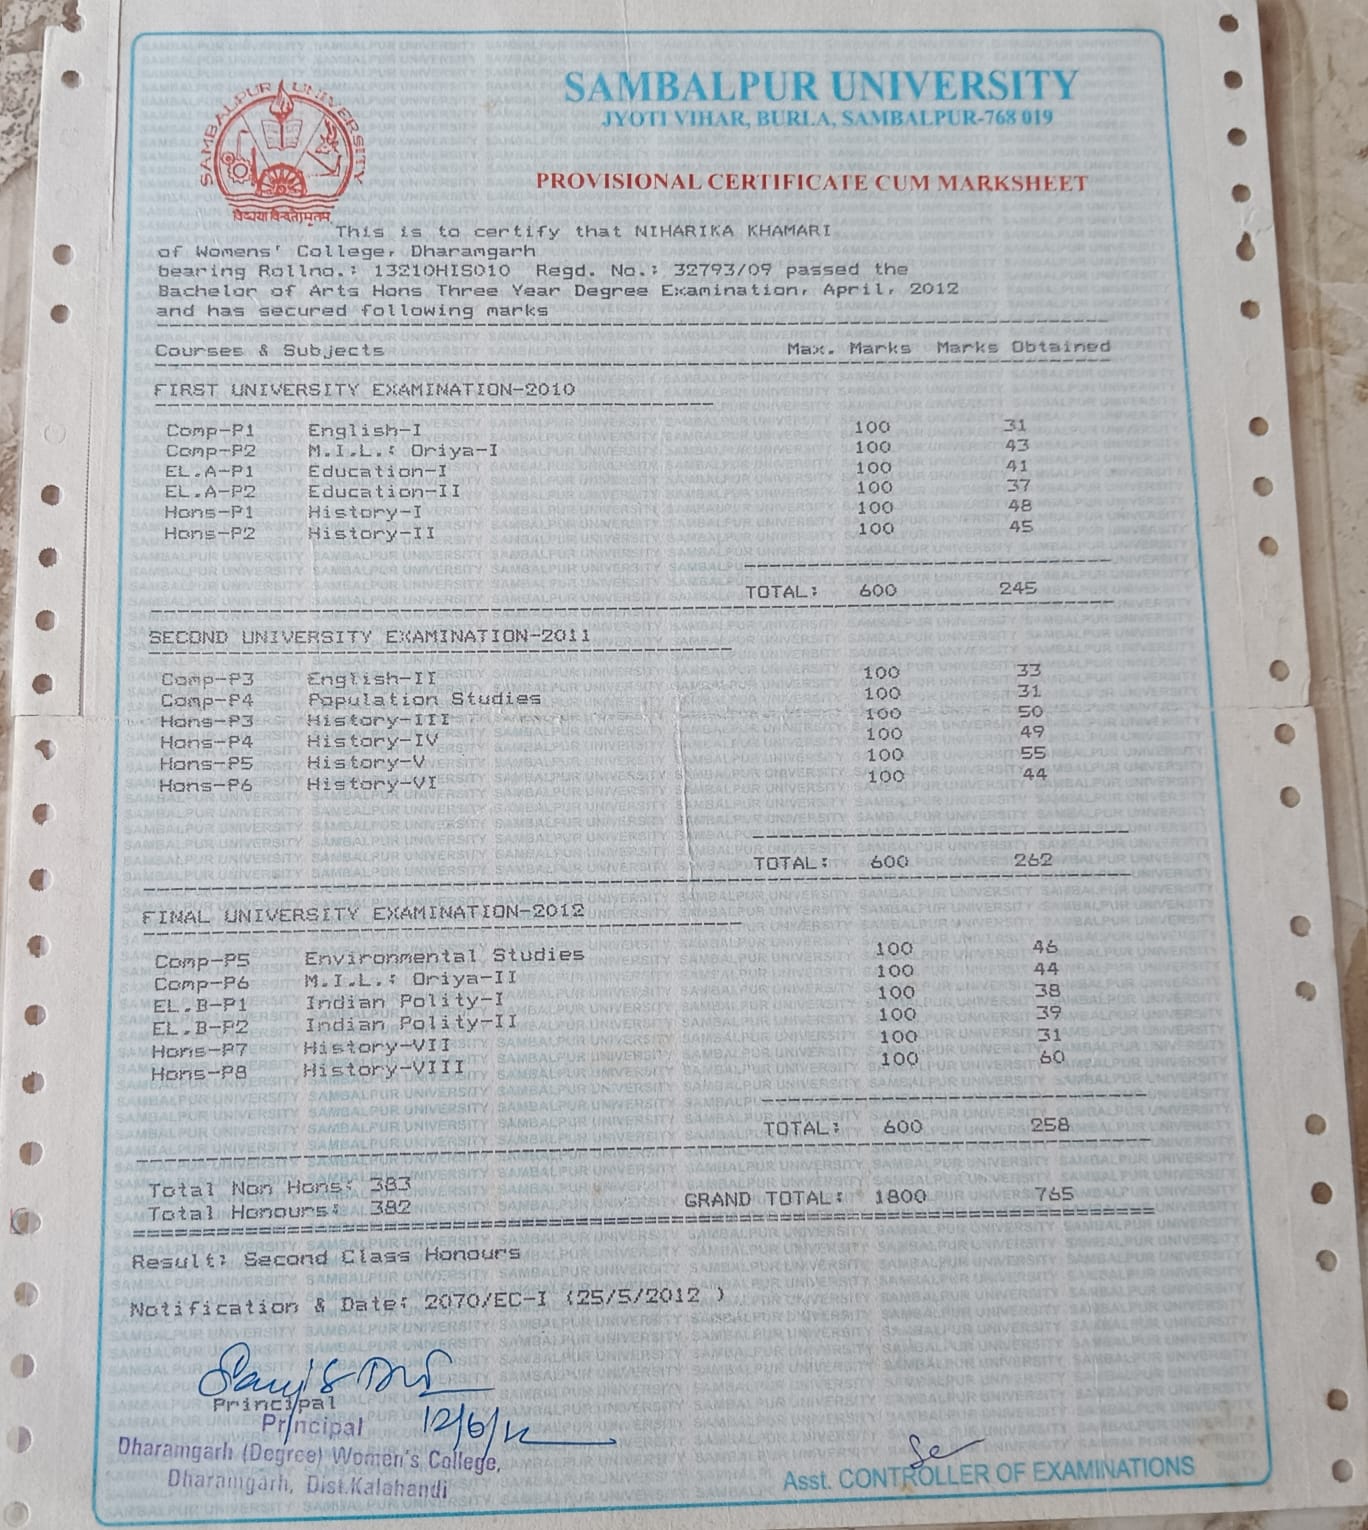 SAMBALPUR UNIVERSITY
SAMBALPUR UNIVERSITY
JYOTI VIHAR, BURLA, SAMBALPUR-768 019
PROVISIONAL CERTIFICATE CUM MARKSHEET
This is to certify that NIHARIKA KHAMARI
of Womens' College, Dharamgarh
bearing Rollno.: 13210HIS010 Regd. No.: 32793/09 passed the
Bachelor of Arts Hons Three Year Degree Examination, April, 2012
and has secured following marks
Courses & Subjects Max. Marks Marks Obtained
FIRST UNIVERSITY EXAMINATION-2010
Comp-P1 English-I 100 31
Comp-P2 M.I.L.: Oriya-I 100 43
EL.A-P1 Education-I 100 41
EL.A-P2 Education-II 100 37
Hons-P1 History-I 100 48
Hons-P2 History-II 100 45
TOTAL: 600 245
SECOND UNIVERSITY EXAMINATION-2011
Comp-P3 English-II 100 33
Comp-P4 Population Studies 100 31
Hons-P3 History-III 100 50
Hons-P4 History-IV 100 49
Hons-P5 History-V 100 55
Hons-P6 History-VI 100 44
TOTAL: 600 262
FINAL UNIVERSITY EXAMINATION-2012
Comp-P5 Environmental Studies 100 46
Comp-P6 M.I.L.: Oriya-II 100 44
EL.B-P1 Indian Polity-I 100 38
EL.B-P2 Indian Polity-II 100 39
Hons-P7 History-VII 100 31
Hons-P8 History-VIII 100 60
TOTAL: 600 258
Total Non Hons: 383
Total Honours: 382 GRAND TOTAL: 1800 765
Result: Second Class Honours
Notification & Date: 2070/EC-I (25/5/2012 )
Principal
Principal 12/6/12
Dharamgarh (Degree) Women's College,
Dharamgarh, Dist.Kalahandi
Asst. CONTROLLER OF EXAMINATIONS